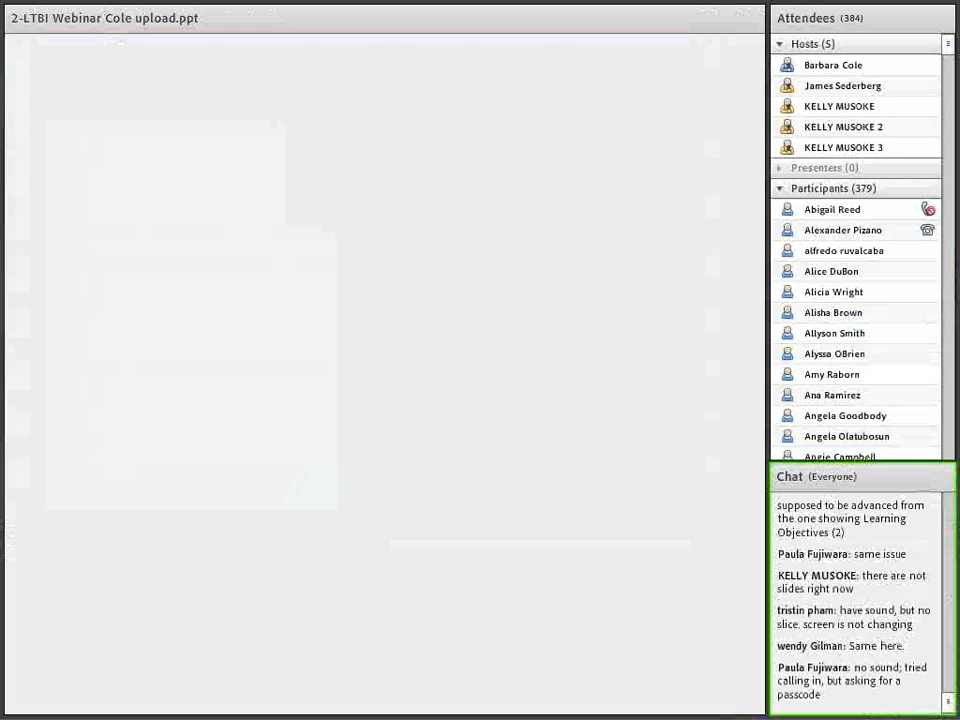 2-LTBI Webinar Cole upload.ppt
Attendees (384)
Hosts (5)
Barbara Cole
James Sederberg
KELLY MUSOKE
KELLY MUSOKE 2
KELLY MUSOKE 3
Presenters (0)
Participants (379)
Abigail Reed
Alexander Pizano
alfredo ruvalcaba
Alice DuBon
Alicia Wright
Alisha Brown
Allyson Smith
Alyssa OBrien
Amy Raborn
Ana Ramirez
Angela Goodbody
Angela Olatubosun
Angie Campbell
Chat (Everyone)
supposed to be advanced from
the one showing Learning
Objectives (2)
Paula Fujiwara: same issue
KELLY MUSOKE: there are not
slides right now
tristin pham: have sound, but no
slice. screen is not changing
wendy Gilman: Same here.
Paula Fujiwara: no sound; tried
calling in, but asking for a
passcode